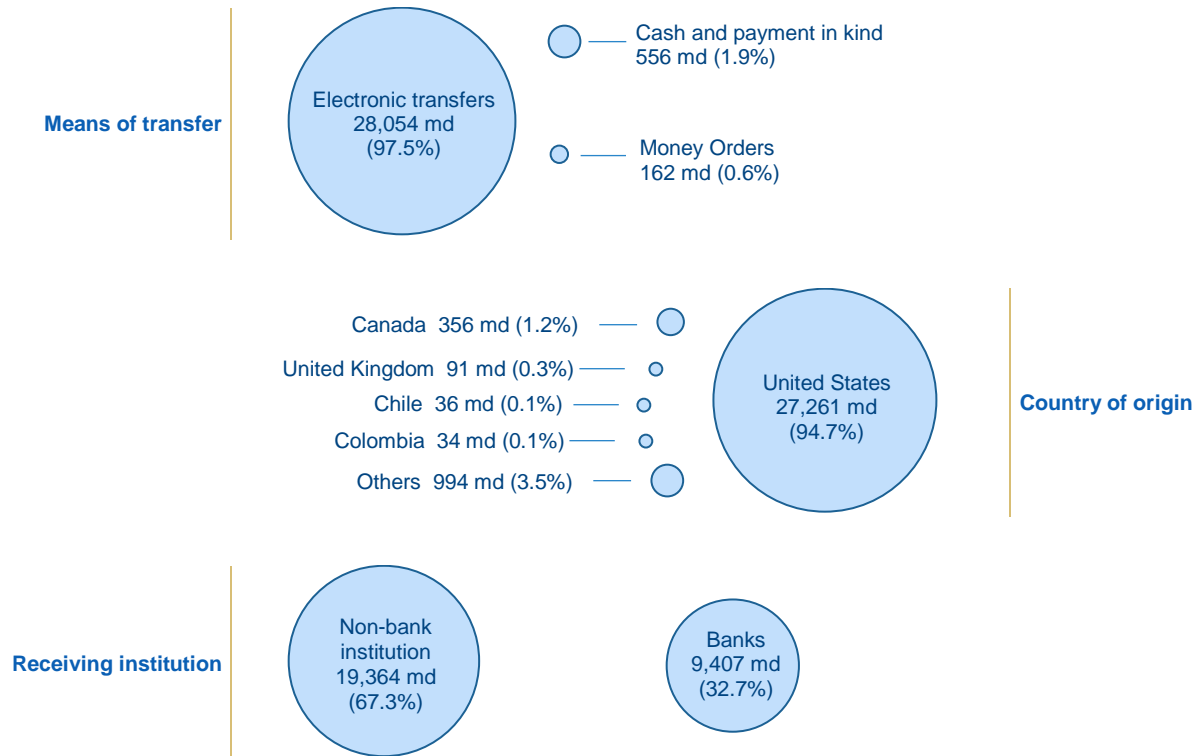 Means of transfer
Electronic transfers
28,054 md
(97.5%)
Cash and payment in kind
556 md (1.9%)
Money Orders
162 md (0.6%)
Canada 356 md (1.2%)
United Kingdom 91 md (0.3%)
Chile 36 md (0.1%)
Colombia 34 md (0.1%)
Others 994 md (3.5%)
United States
27,261 md
(94.7%)
Country of origin
Receiving institution
Non-bank
institution
19,364 md
(67.3%)
Banks
9,407 md
(32.7%)